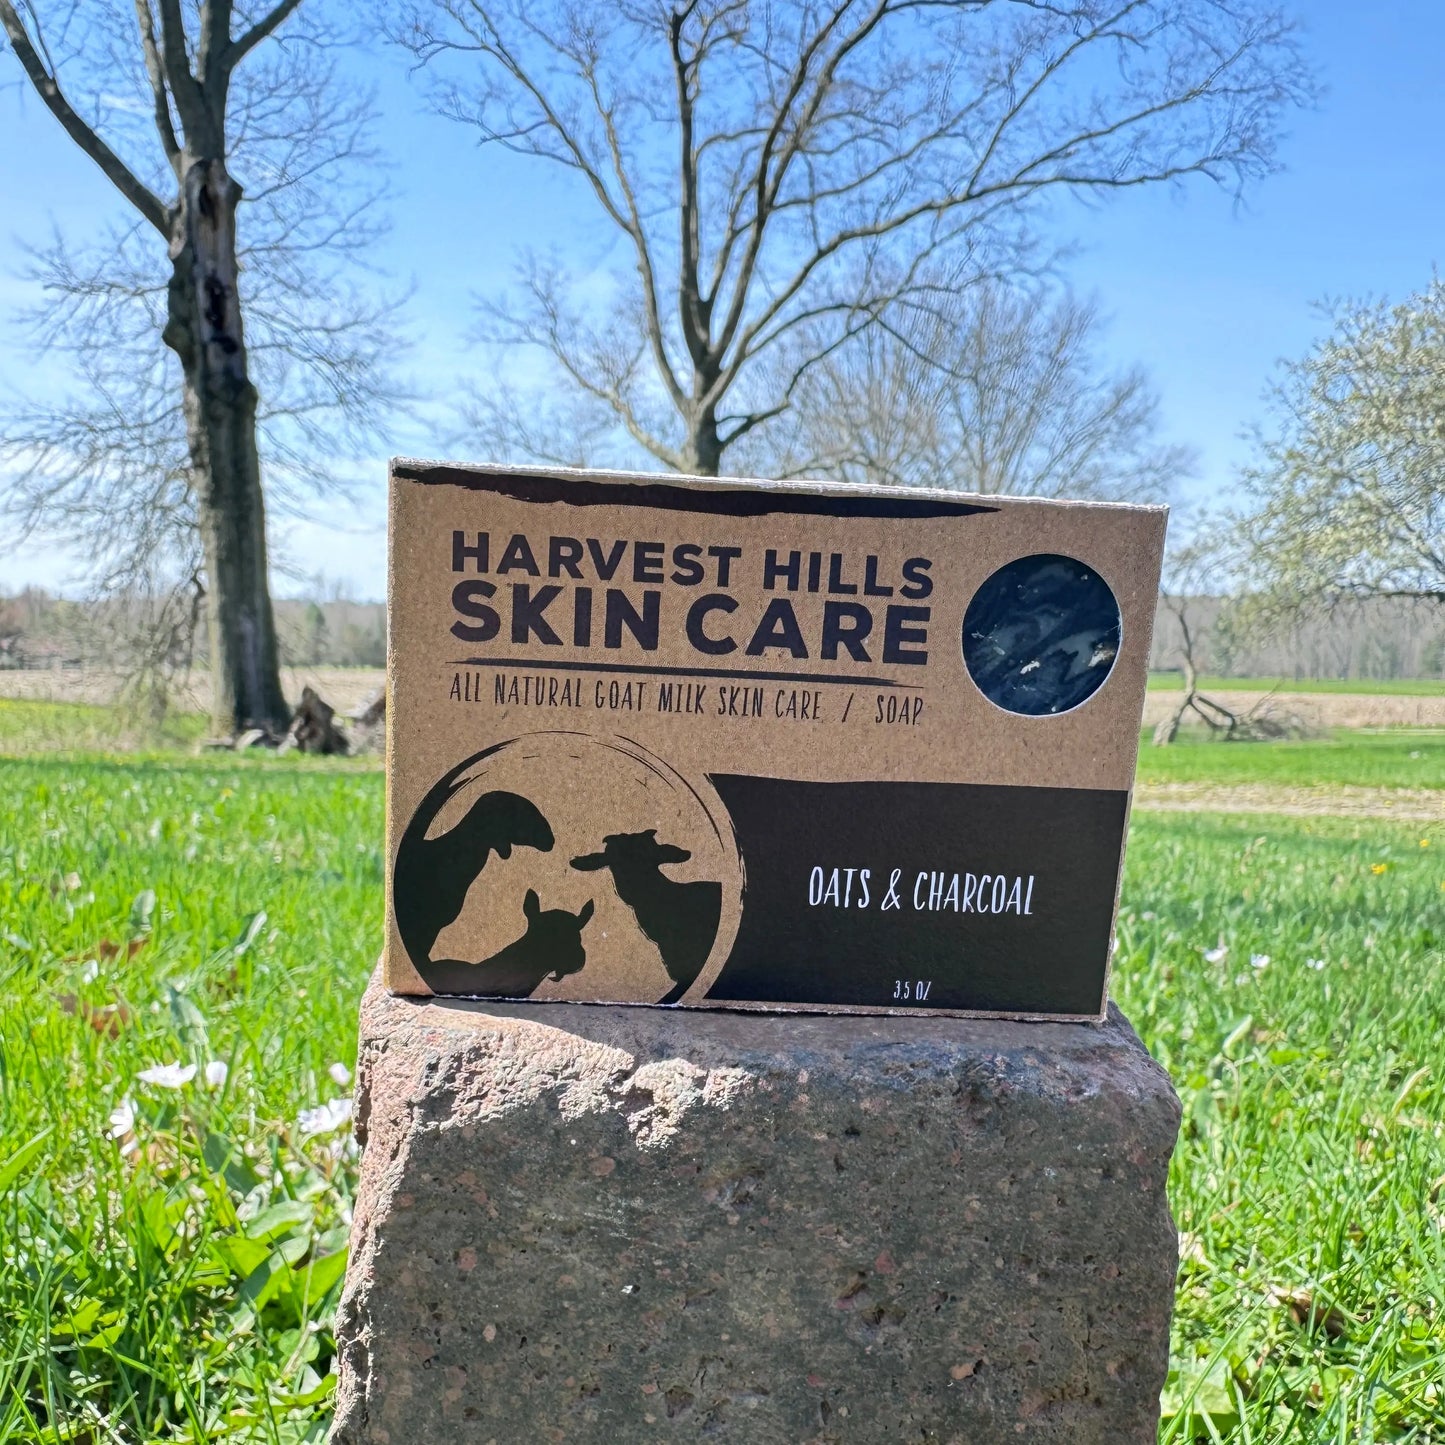 HARVEST HILLS
SKIN CARE
ALL NATURAL GOAT MILK SKIN CARE / SOAP
OATS & CHARCOAL
3.5 OZ